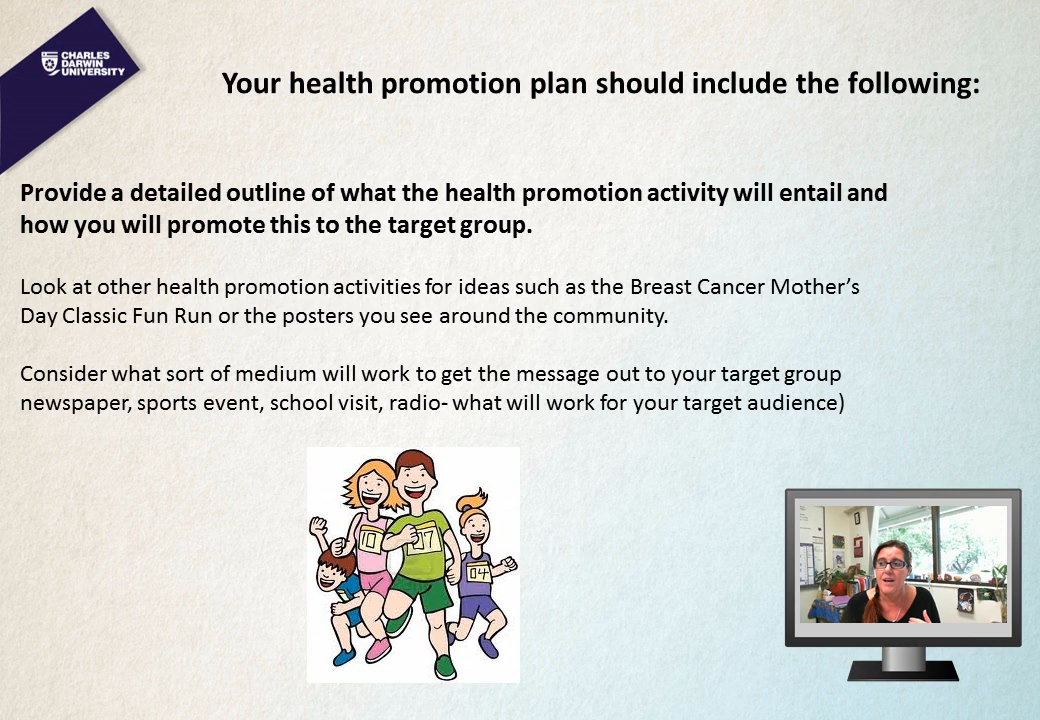 CHARLES
DARWIN
UNIVERSITY
Your health promotion plan should include the following:
Provide a detailed outline of what the health promotion activity will entail and
how you will promote this to the target group.
Look at other health promotion activities for ideas such as the Breast Cancer Mother’s
Day Classic Fun Run or the posters you see around the community.
Consider what sort of medium will work to get the message out to your target group
newspaper, sports event, school visit, radio- what will work for your target audience)
10
04